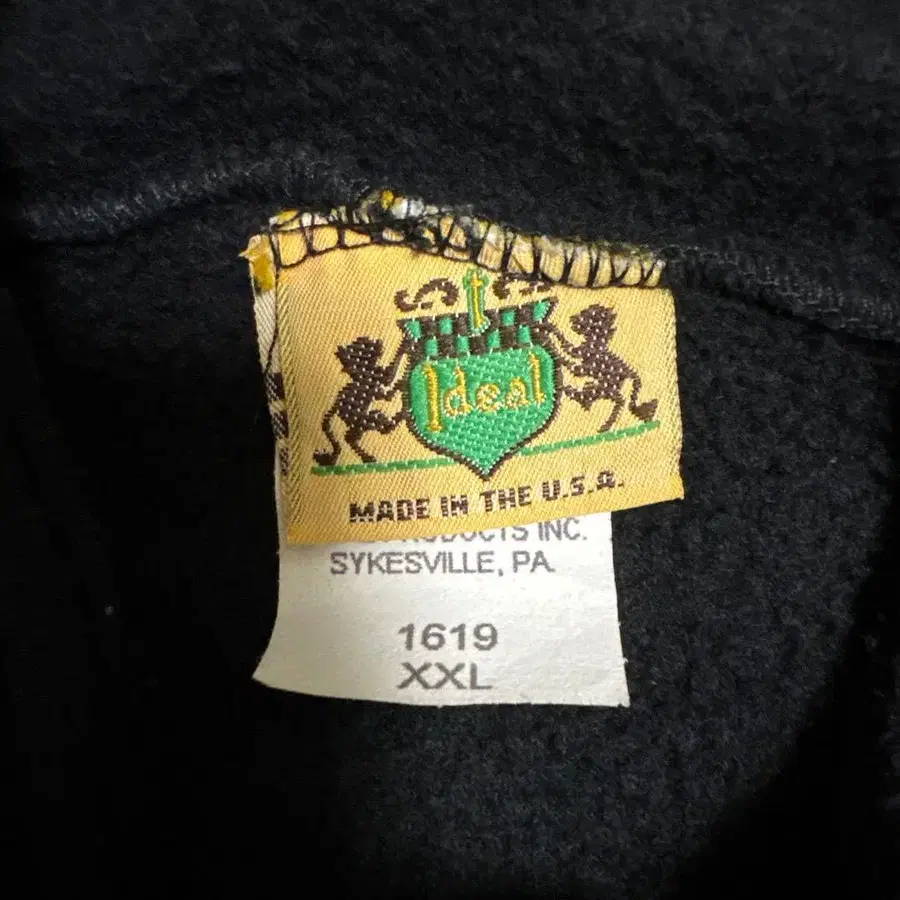 Ideal
MADE IN THE U.S.A.
PRODUCTS INC.
SYKESVILLE, PA.
1619
XXL